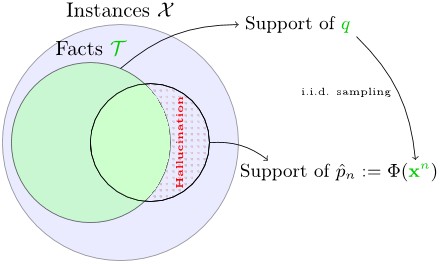 Instances 𝒳
Facts 𝒯
Support of q
i.i.d. sampling
Hallucination
Support of p̂ₙ := Φ(𝐱ⁿ)